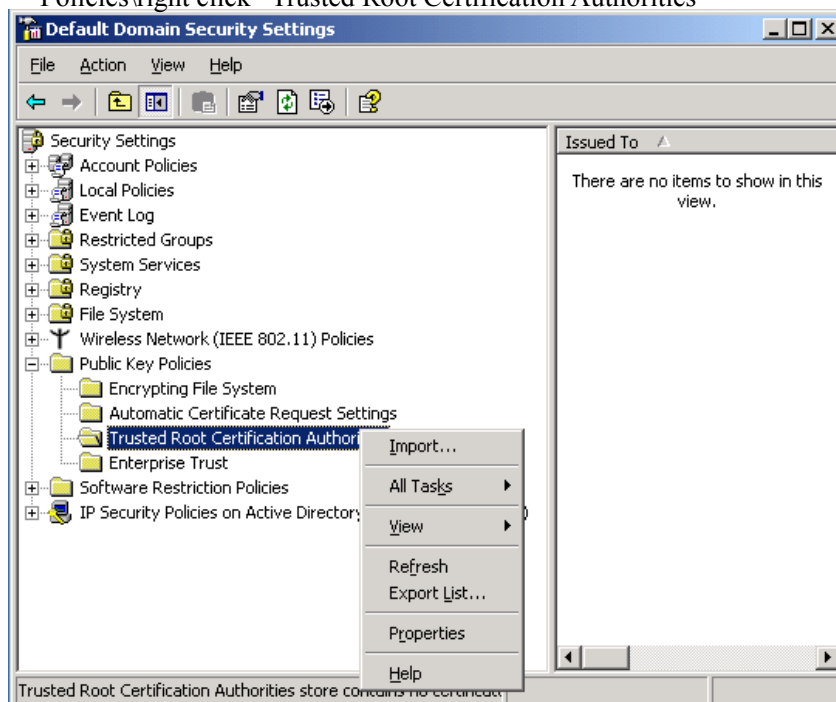 Policies\right click "Trusted Root Certification Authorities"
Default Domain Security Settings
File Action View Help
Security Settings
Account Policies
Local Policies
Event Log
Restricted Groups
System Services
Registry
File System
Wireless Network (IEEE 802.11) Policies
Public Key Policies
Encrypting File System
Automatic Certificate Request Settings
Trusted Root Certification
Enterprise Trust
Software Restriction Policies
IP Security Policies on Active
Import...
All Tasks
View
Refresh
Export List...
Properties
Help
Issued To
There are no items to show in this
view.
Trusted Root Certification Authorities store contains no